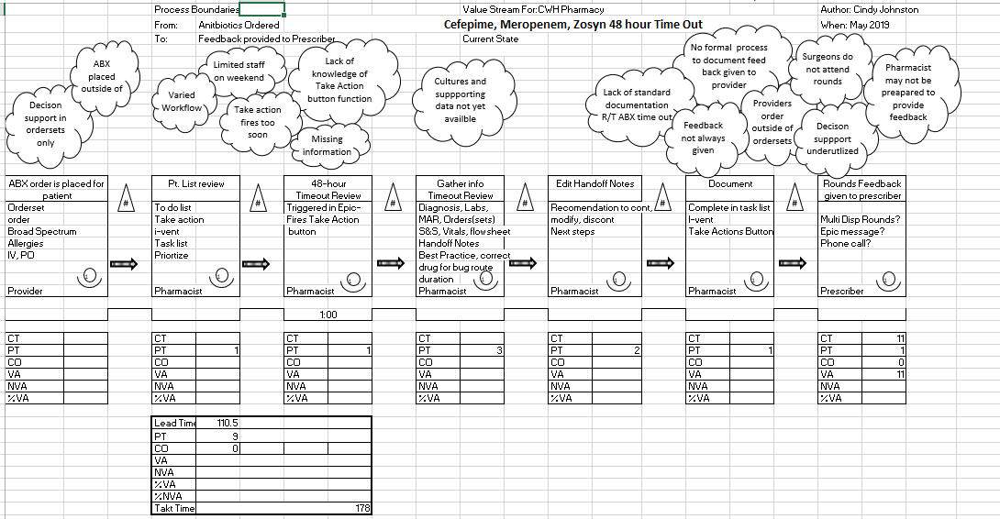 Process Boundaries
Value Stream For:CWH Pharmacy
Author: Cindy Johnston
From:
Anitbiotics Ordered
Cefepime, Meropenem, Zosyn 48 hour Time Out
When: May 2019
To:
Feedback provided to Prescriber
Current State
Decison
support in
ordersets
only
ABX
placed
outside of
Varied
Workflow
Limited staff
on weekend
Take action
fires too
soon
Lack of
knowledge of
Take Action
button function
Missing
information
Cultures and
suppporting
data not yet
availble
Lack of standard
documentation
R/T ABX time out
No formal process
to document feed
back given to
provider
Feedback
not always
given
Providers
order
outside of
ordersets
Surgeons do
not attend
rounds
Decison
suppport
underutlized
Pharmacist
may not be
preapared to
provide
feedback
ABX order is placed for
patient
Orderset
order
Broad Spectrum
Allergies
IV, PO
Provider
#
Pt. List review
To do list
Take action
i-vent
Task list
Priortize
Pharmacist
#
48-hour
Timeout Review
Triggered in Epic-
Fires Take Action
button
Pharmacist
#
Gather info
Timeout Review
Diagnosis, Labs,
MAR, Orders(sets)
S&S, Vitals, flowsheet
Handoff Notes
Best Practice, correct
drug for bug route
duration
Pharmacist
#
Edit Handoff Notes
Recomendation to cont,
modify, discont
Next steps
Pharmacist
#
Document
Complete in task list
I-vent
Take Actions Button
Pharmacist
#
Rounds Feedback
given to prescriber
Multi Disp Rounds?
Epic message?
Phone call?
Prescriber
1:00
CT
PT
CO
VA
NVA
%VA
CT
PT 1
CO
VA
NVA
%VA
CT
PT 1
CO
VA
NVA
%VA
CT
PT 3
CO
VA
NVA
%VA
CT
PT 2
CO
VA
NVA
%VA
CT
PT 1
CO
VA
NVA
%VA
CT 11
PT 1
CO 0
VA 11
NVA
%VA
Lead Time 110.5
PT 9
CO 0
VA
NVA
%VA
%NVA
Takt Time 178